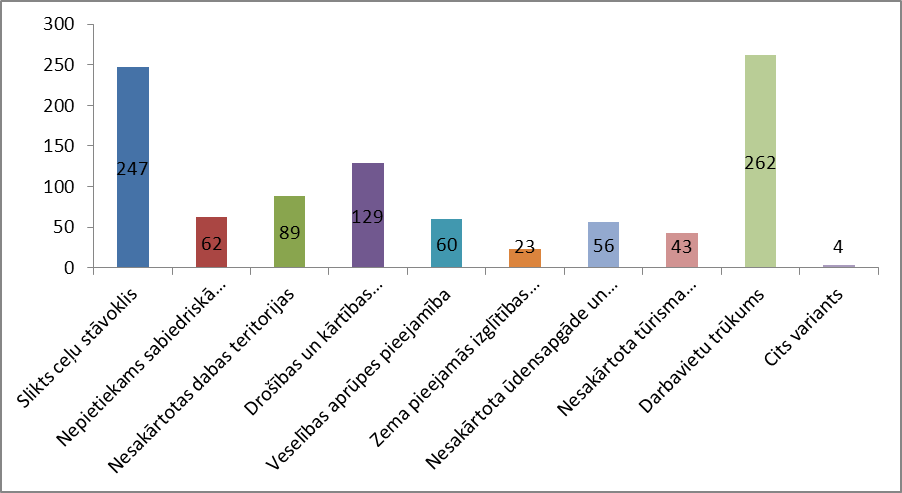 300
250
200
150
100
50
0
247
62
89
129
60
23
56
43
262
4
Slikts ceļu stāvoklis
Nepietiekams sabiedriskā...
Nesakārtotas dabas teritorijas
Drošības un kārtības...
Veselības aprūpes pieejamība
Zema pieejamās izglītības...
Nesakārtota ūdensapgāde un...
Nesakārtota tūrisma...
Darbavietu trūkums
Cits variants